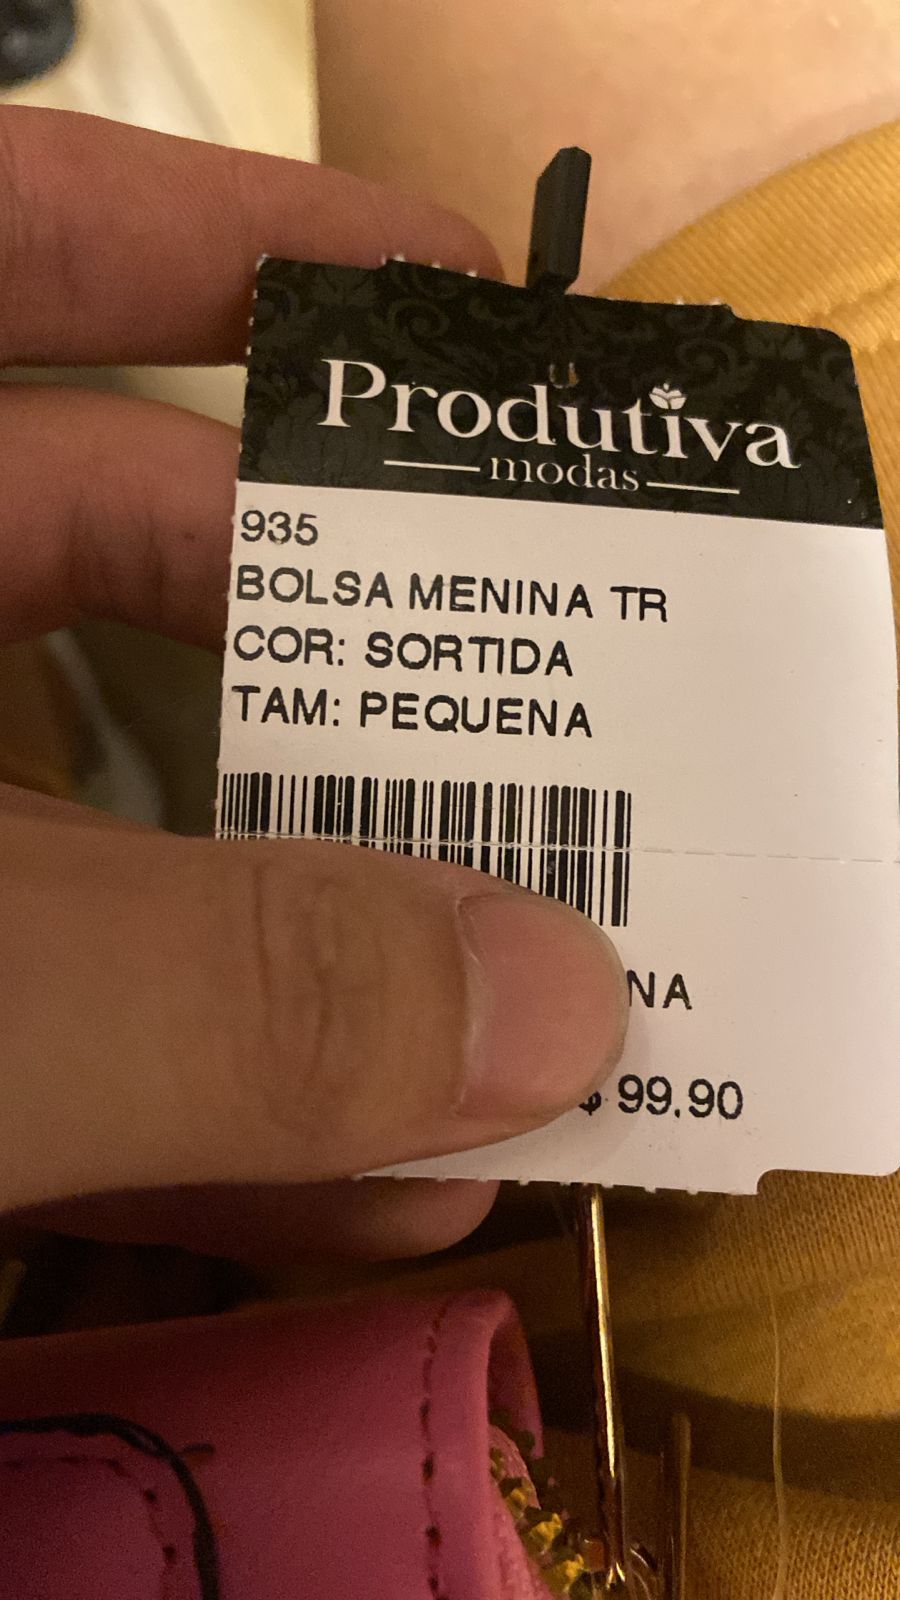 Produtiva
modas
935
BOLSA MENINA TR
COR: SORTIDA
TAM: PEQUENA
NA
$ 99.90